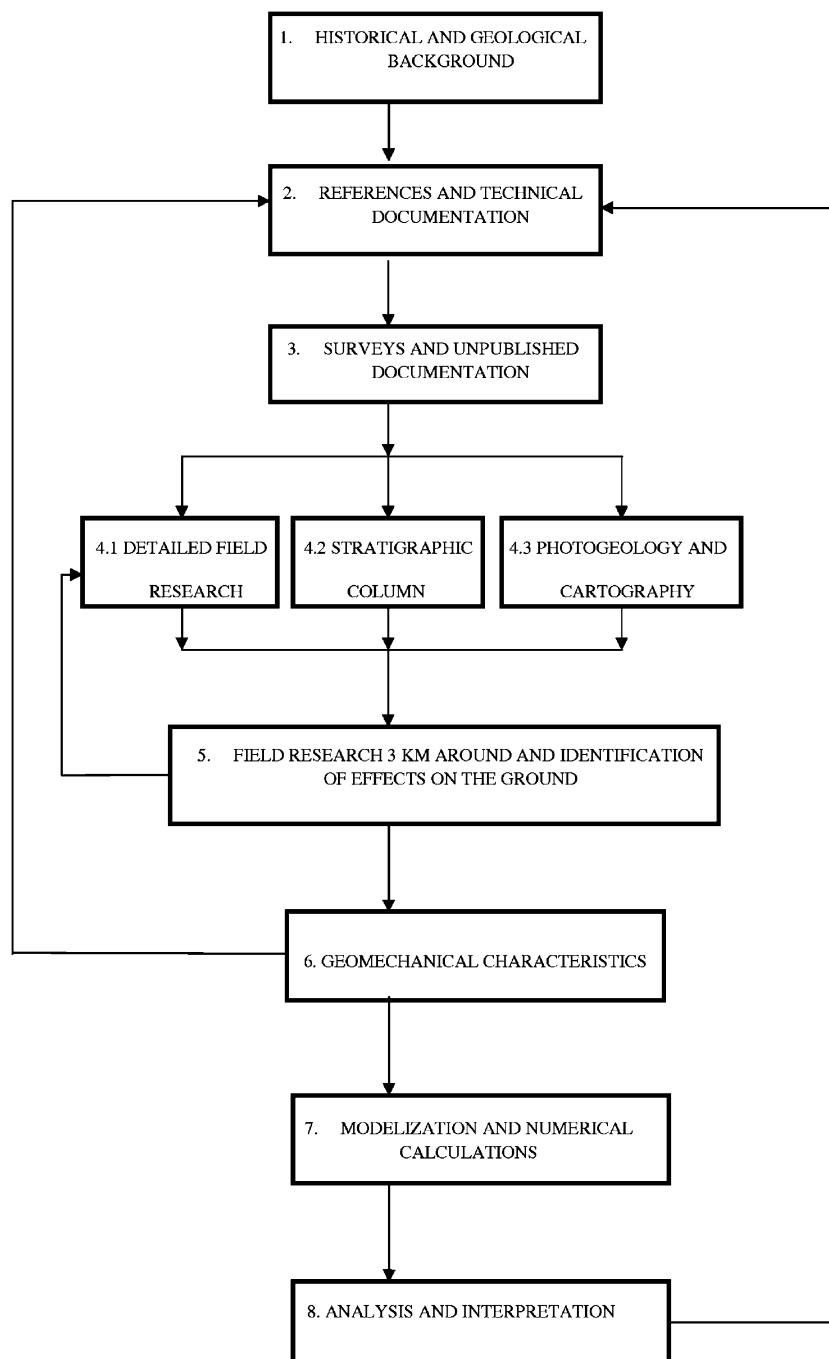 1. HISTORICAL AND GEOLOGICAL
BACKGROUND
2. REFERENCES AND TECHNICAL
DOCUMENTATION
3. SURVEYS AND UNPUBLISHED
DOCUMENTATION
4.1 DETAILED FIELD
RESEARCH
4.2 STRATIGRAPHIC
COLUMN
4.3 PHOTOGEOLOGY AND
CARTOGRAPHY
5. FIELD RESEARCH 3 KM AROUND AND IDENTIFICATION
OF EFFECTS ON THE GROUND
6. GEOMECHANICAL CHARACTERISTICS
7. MODELIZATION AND NUMERICAL
CALCULATIONS
8. ANALYSIS AND INTERPRETATION